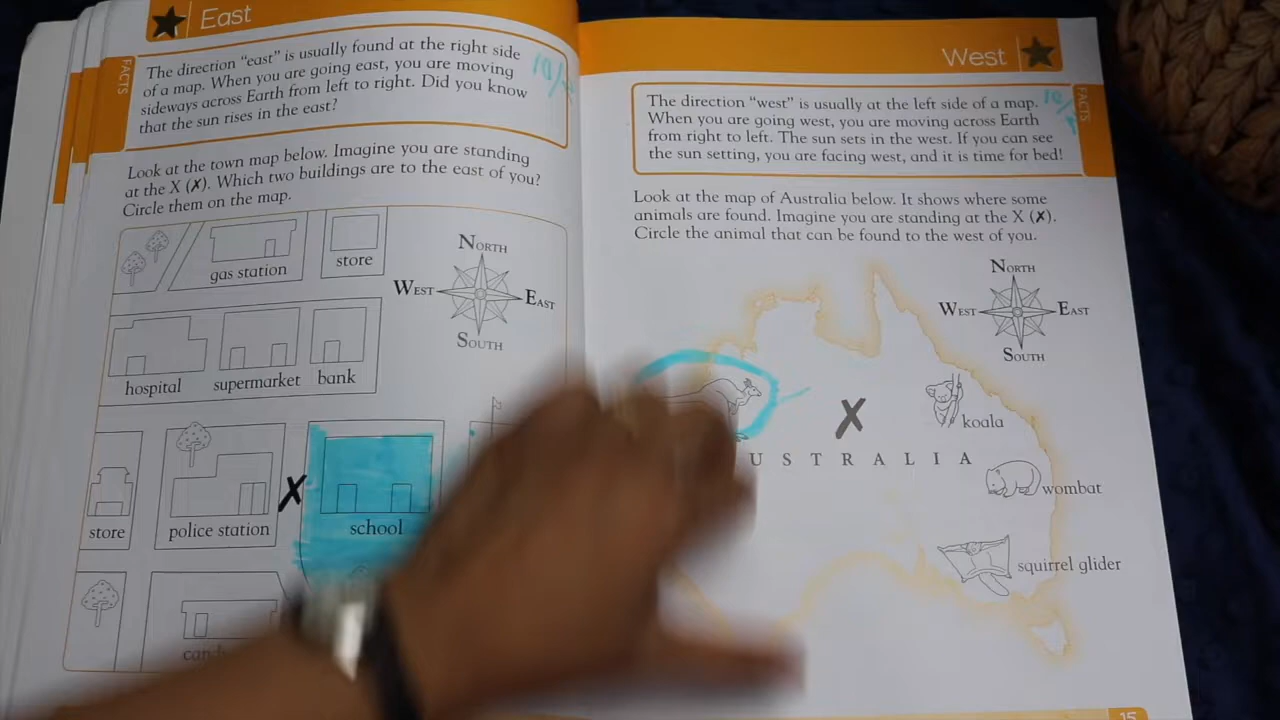 East
FACTS
The direction "east" is usually found at the right side
of a map. When you are going east, you are moving
sideways across Earth from left to right. Did you know
that the sun rises in the east?
Look at the town map below. Imagine you are standing
at the X (✗). Which two buildings are to the east of you?
Circle them on the map.
gas station
store
NORTH
WEST
EAST
SOUTH
hospital
supermarket
bank
X
store
police station
school
West
FACTS
The direction "west" is usually at the left side of a map.
When you are going west, you are moving across Earth
from right to left. The sun sets in the west. If you can see
the sun setting, you are facing west, and it is time for bed!
Look at the map of Australia below. It shows where some
animals are found. Imagine you are standing at the X (✗).
Circle the animal that can be found to the west of you.
NORTH
WEST
EAST
SOUTH
X
koala
USTRALIA
wombat
squirrel glider
15